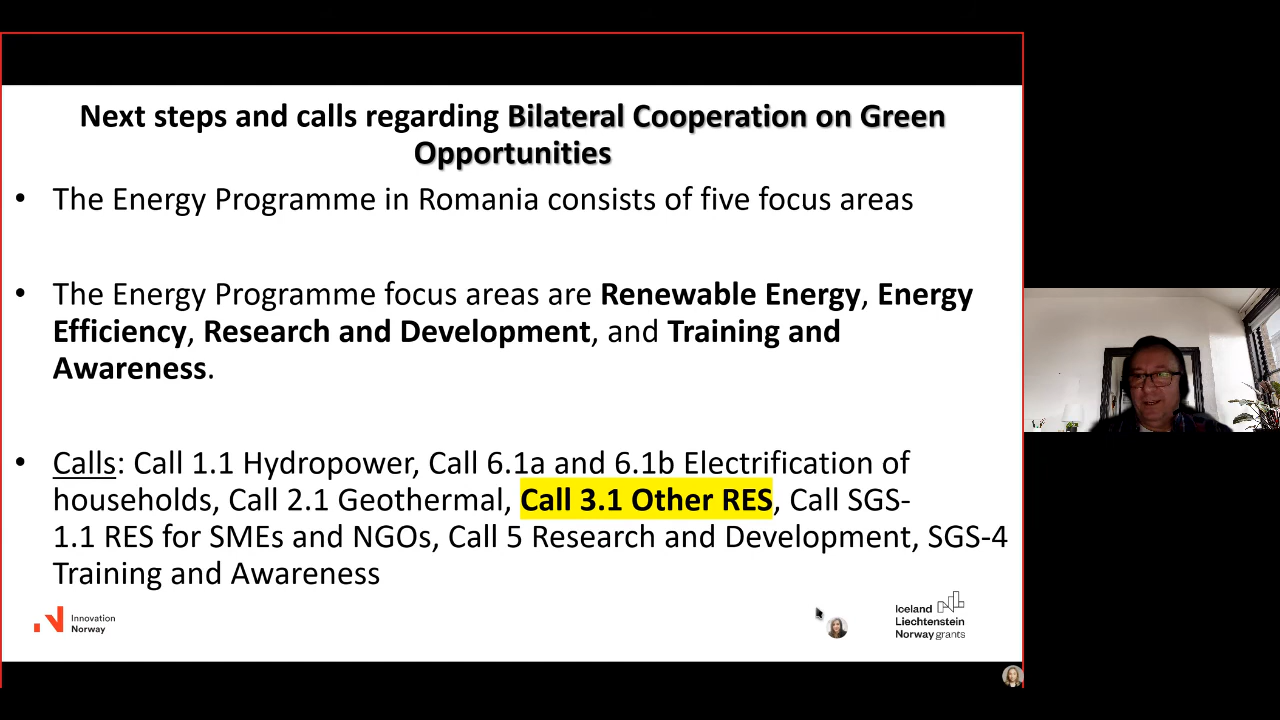 Next steps and calls regarding Bilateral Cooperation on Green
Opportunities
• The Energy Programme in Romania consists of five focus areas
• The Energy Programme focus areas are Renewable Energy, Energy
Efficiency, Research and Development, and Training and
Awareness.
• Calls: Call 1.1 Hydropower, Call 6.1a and 6.1b Electrification of
households, Call 2.1 Geothermal, Call 3.1 Other RES, Call SGS-
1.1 RES for SMEs and NGOs, Call 5 Research and Development, SGS-4
Training and Awareness
Innovation
Norway
Iceland
Liechtenstein
Norway grants